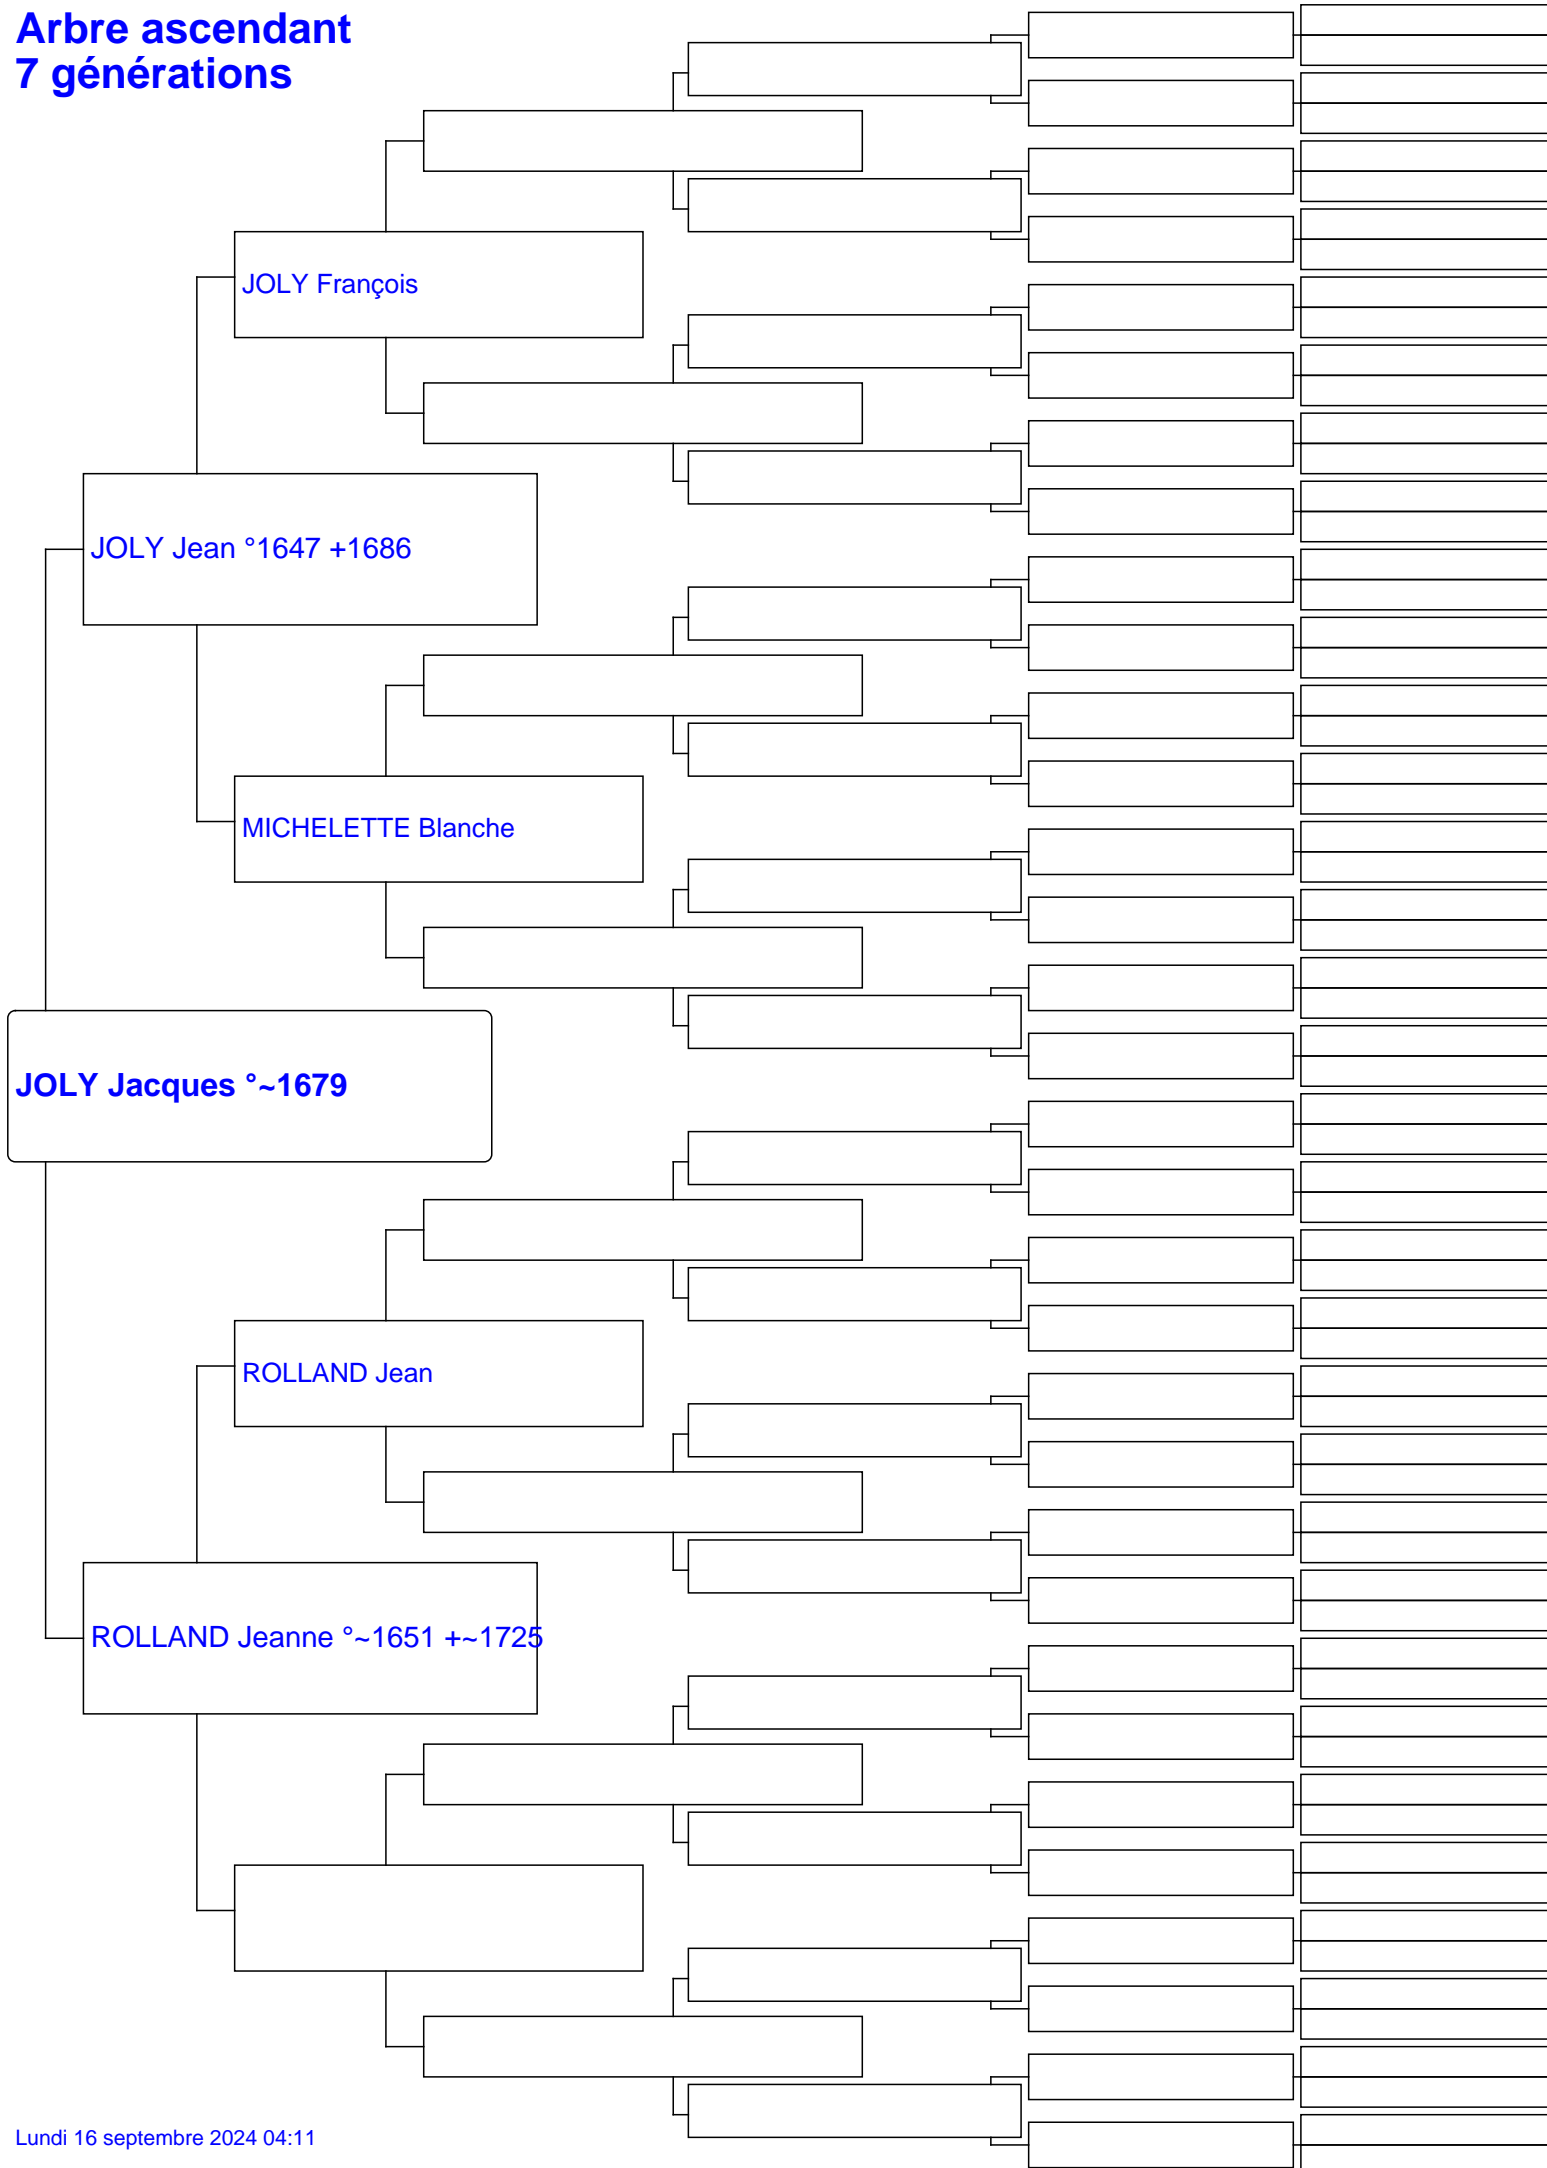 Arbre ascendant
7 générations
JOLY François
JOLY Jean °1647 +1686
MICHELETTE Blanche
JOLY Jacques °~1679
ROLLAND Jean
ROLLAND Jeanne °~1651 +~1725
Lundi 16 septembre 2024 04:11